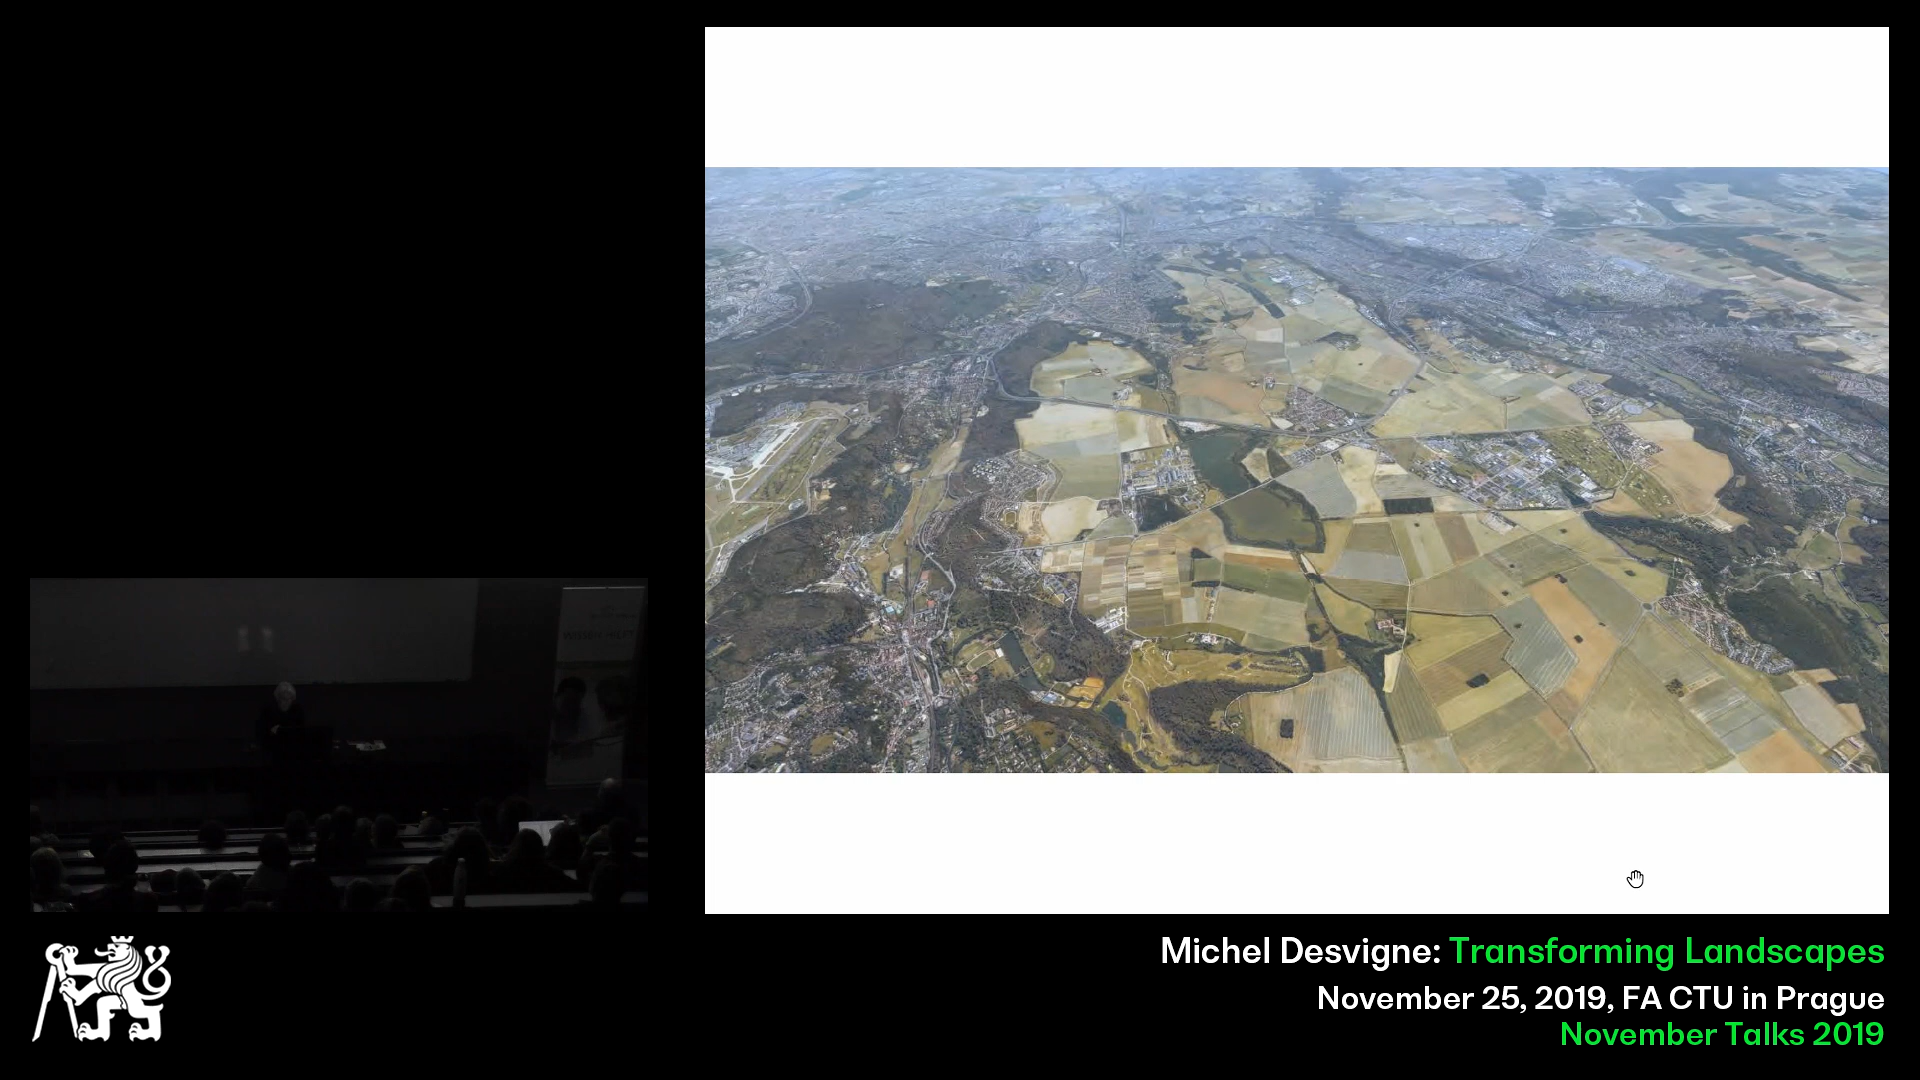 Michel Desvigne: Transforming Landscapes
November 25, 2019, FA CTU in Prague
November Talks 2019